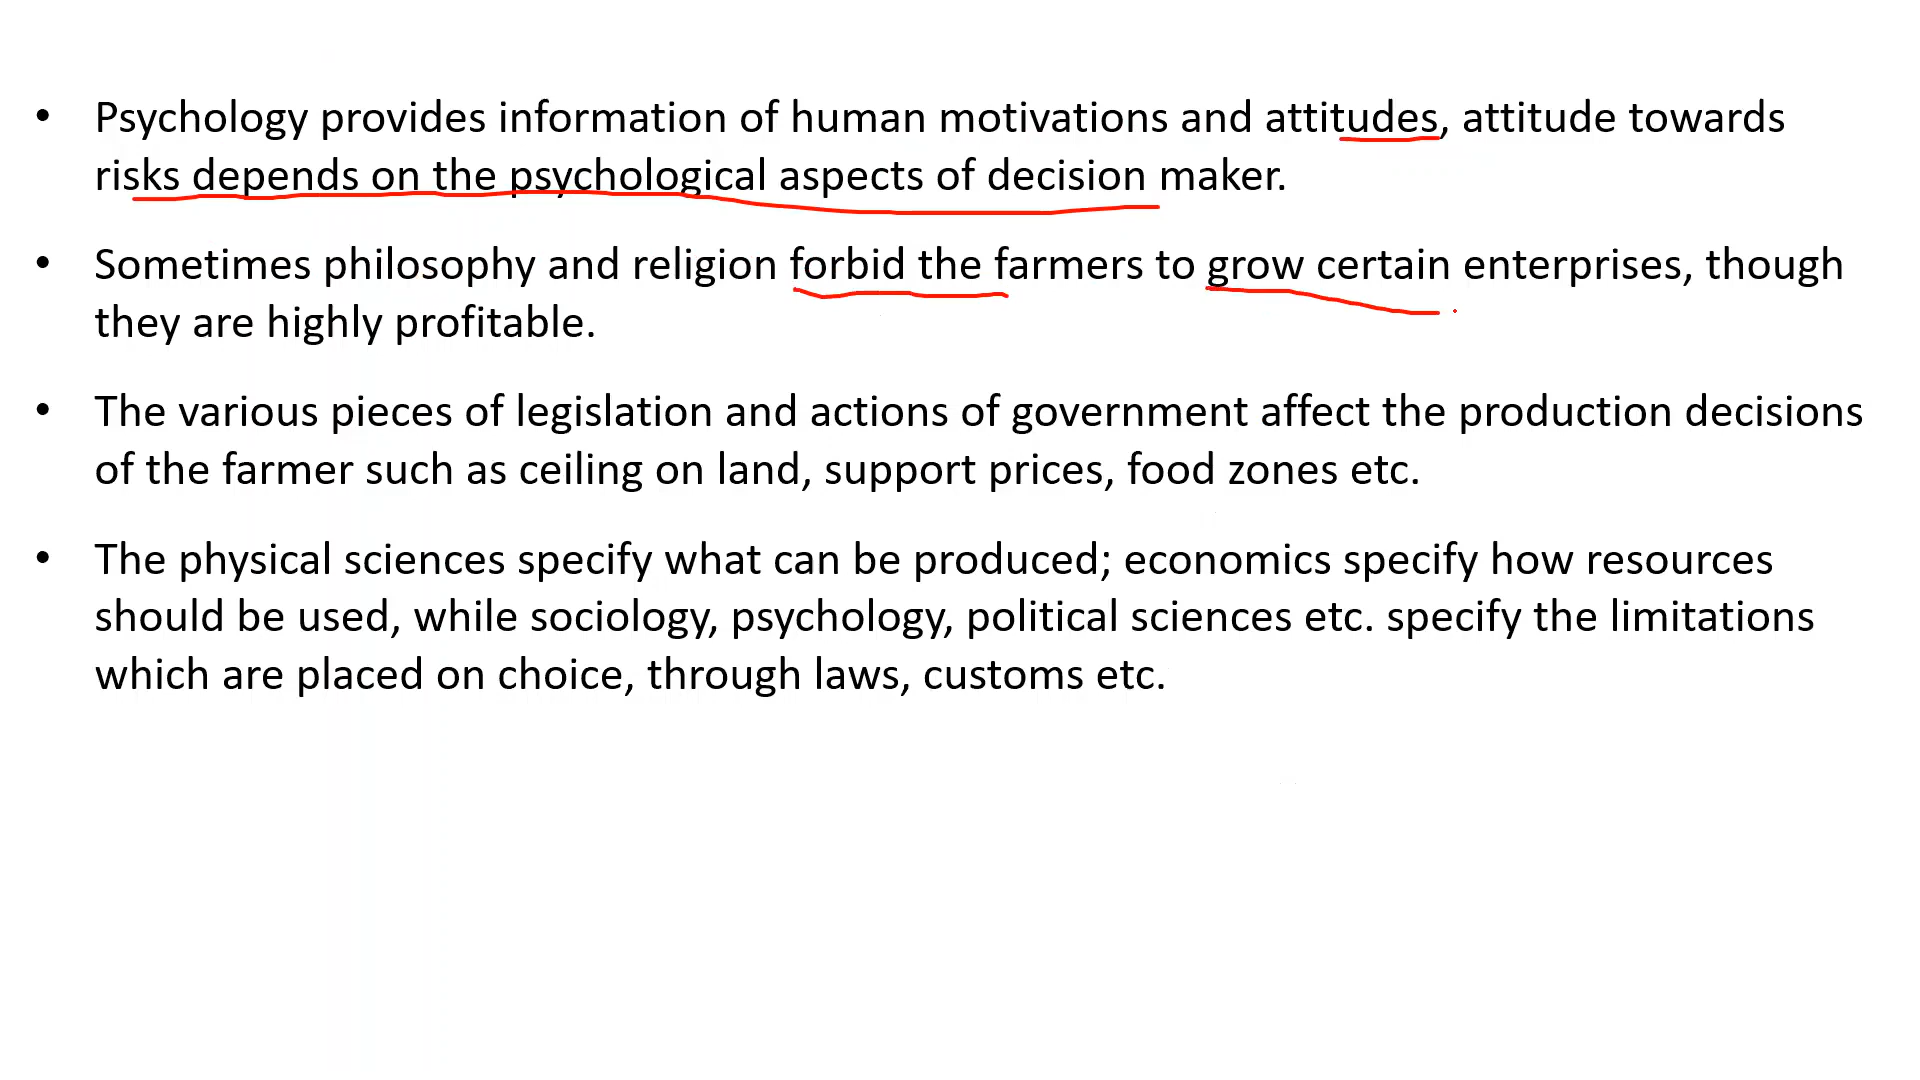 • Psychology provides information of human motivations and attitudes, attitude towards
risks depends on the psychological aspects of decision maker.
• Sometimes philosophy and religion forbid the farmers to grow certain enterprises, though
they are highly profitable.
• The various pieces of legislation and actions of government affect the production decisions
of the farmer such as ceiling on land, support prices, food zones etc.
• The physical sciences specify what can be produced; economics specify how resources
should be used, while sociology, psychology, political sciences etc. specify the limitations
which are placed on choice, through laws, customs etc.